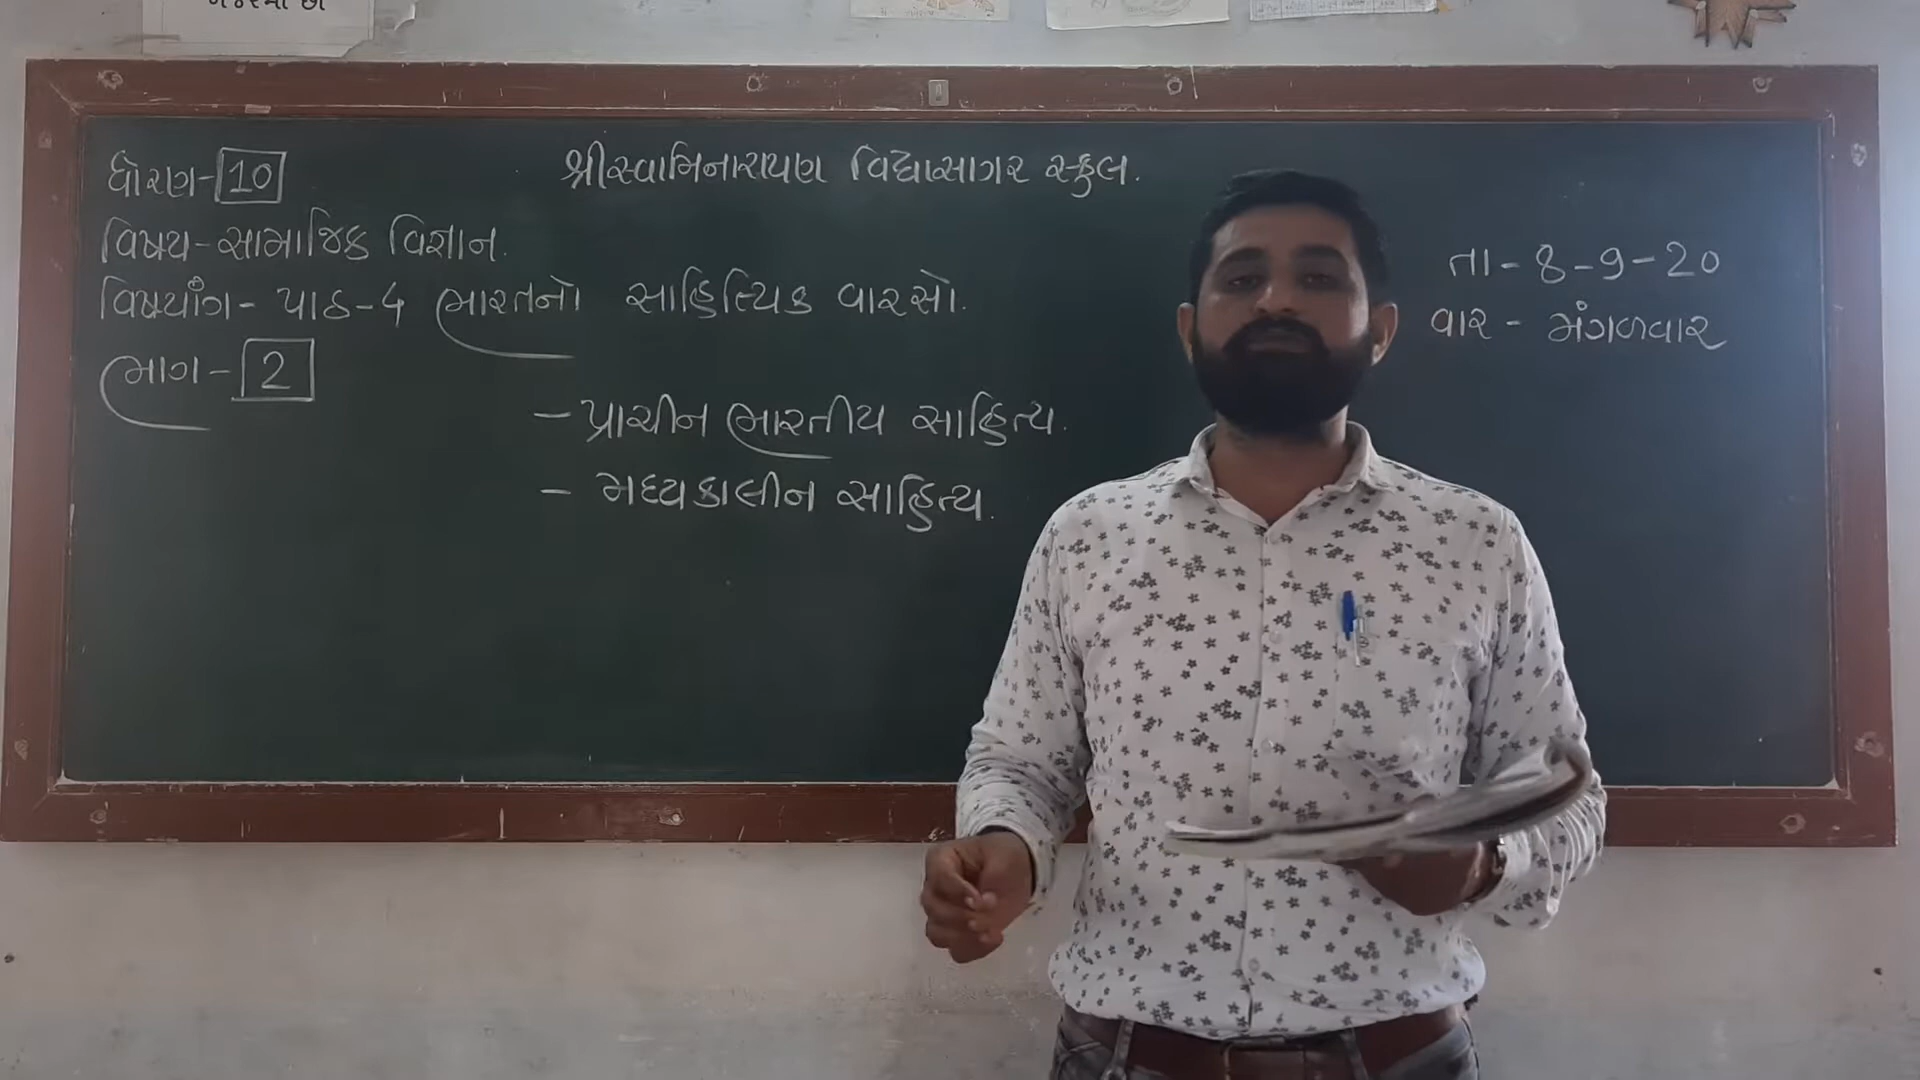 શ્રી સ્વામિનારાયણ વિદ્યાસાગર સ્કુલ.
ધોરણ-10
વિષય-સામાજિક વિજ્ઞાન.
વિષયાંગ- પાઠ-4 ભારતનો સાહિત્યિક વારસો.
ભાગ-2
-પ્રાચીન ભારતીય સાહિત્ય.
- મધ્યકાલીન સાહિત્ય.
તા-8-9-20
વાર - મંગળવાર